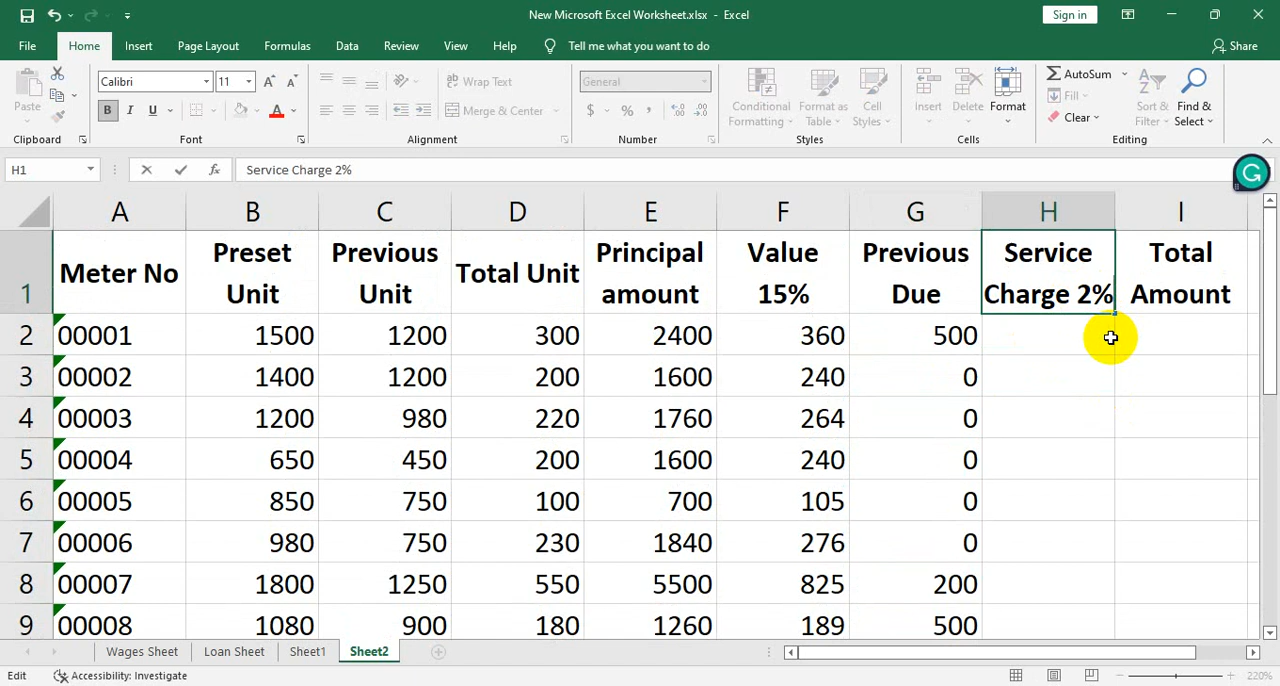 New Microsoft Excel Worksheet.xlsx - Excel
Sign in
File Home Insert Page Layout Formulas Data Review View Help Tell me what you want to do Share
Paste
Calibri 11
B I U A
Wrap Text
Merge & Center
General
$ % ,
Conditional Formatting
Format as Table
Cell Styles
Insert
Delete
Format
AutoSum
Fill
Clear
Sort & Filter
Find & Select
Clipboard Font Alignment Number Styles Cells Editing
H1 fx Service Charge 2%
A B C D E F G H I
1 Meter No Preset Unit Previous Unit Total Unit Principal amount Value 15% Previous Due Service Charge 2% Total Amount
2 00001 1500 1200 300 2400 360 500
3 00002 1400 1200 200 1600 240 0
4 00003 1200 980 220 1760 264 0
5 00004 650 450 200 1600 240 0
6 00005 850 750 100 700 105 0
7 00006 980 750 230 1840 276 0
8 00007 1800 1250 550 5500 825 200
9 00008 1080 900 180 1260 189 500
Wages Sheet Loan Sheet Sheet1 Sheet2
Edit Accessibility: Investigate 220%